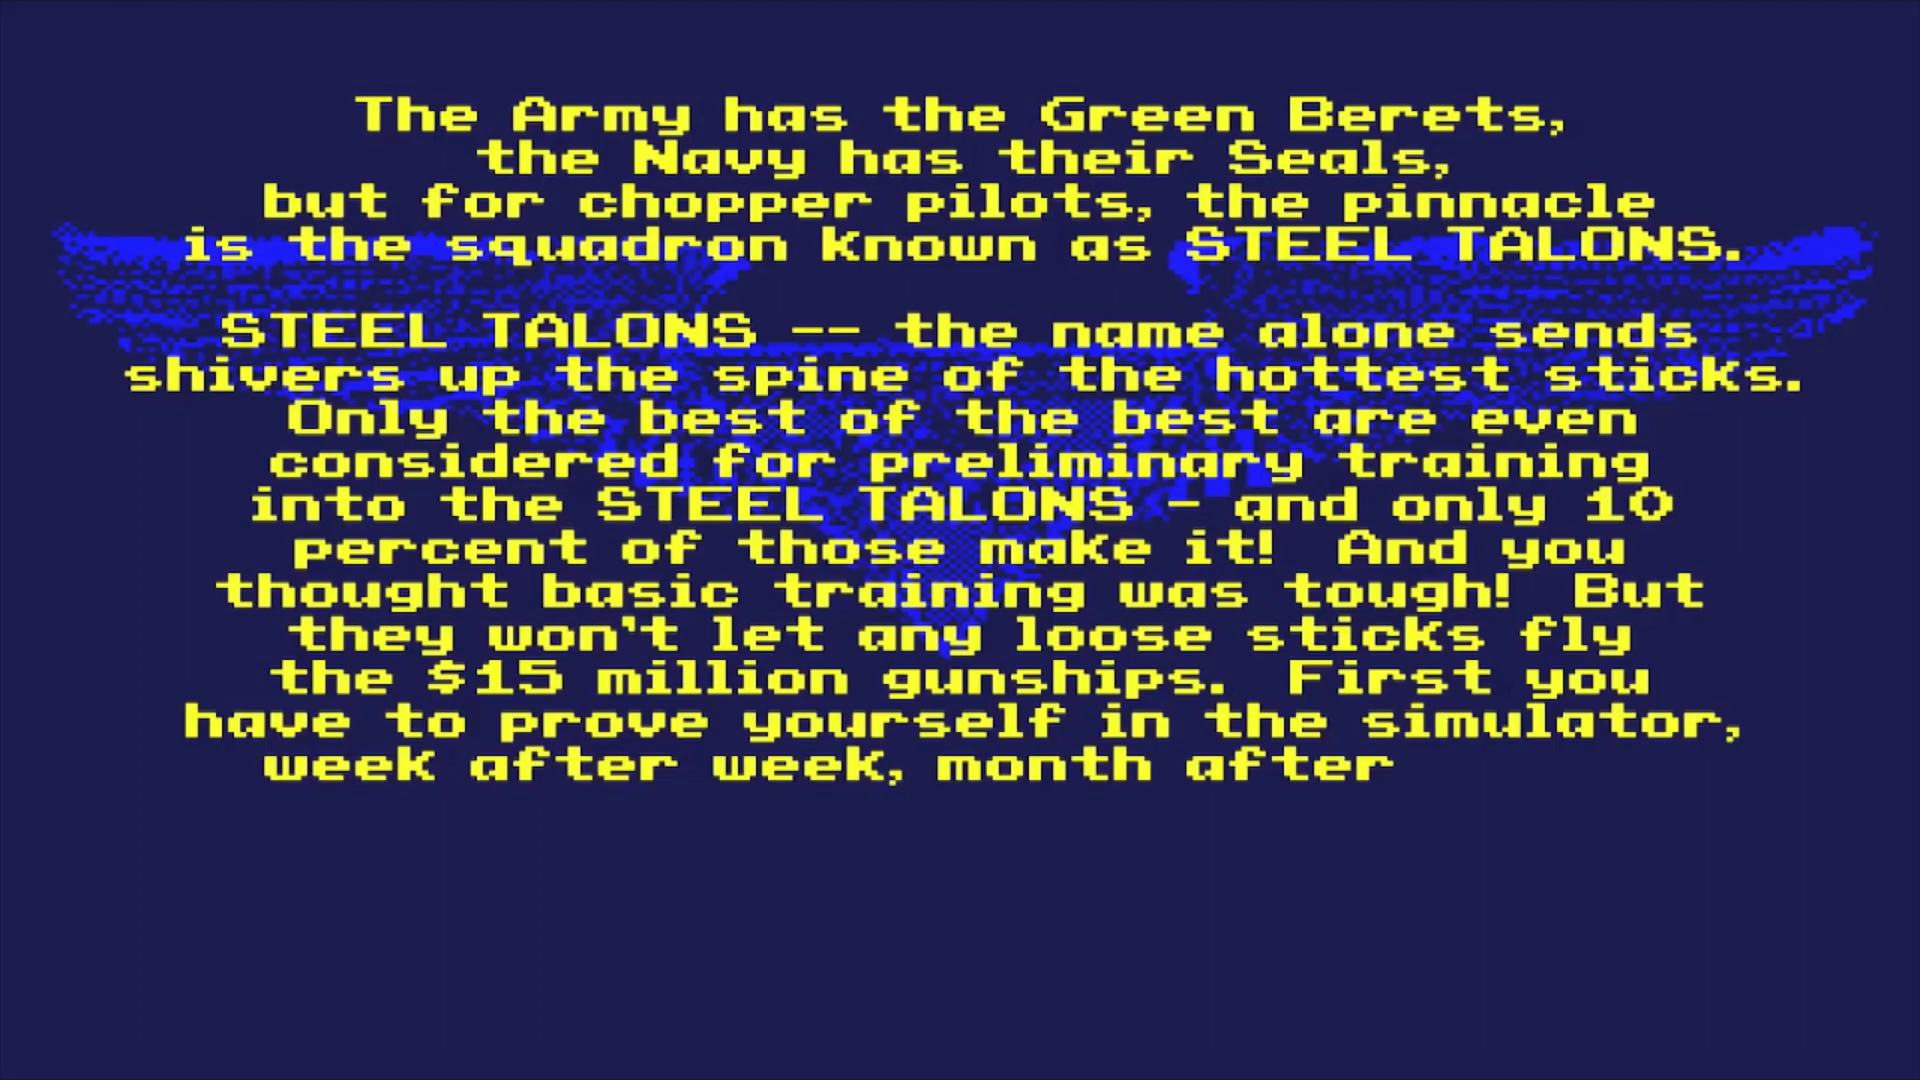 The Army has the Green Berets,
the Navy has their Seals,
but for chopper pilots, the pinnacle
is the squadron known as STEEL TALONS.
STEEL TALONS -- the name alone sends
shivers up the spine of the hottest sticks.
Only the best of the best are even
considered for preliminary training
into the STEEL TALONS - and only 10
percent of those make it!  And you
thought basic training was tough!  But
they won't let any loose sticks fly
the $15 million gunships.  First you
have to prove yourself in the simulator,
week after week, month after